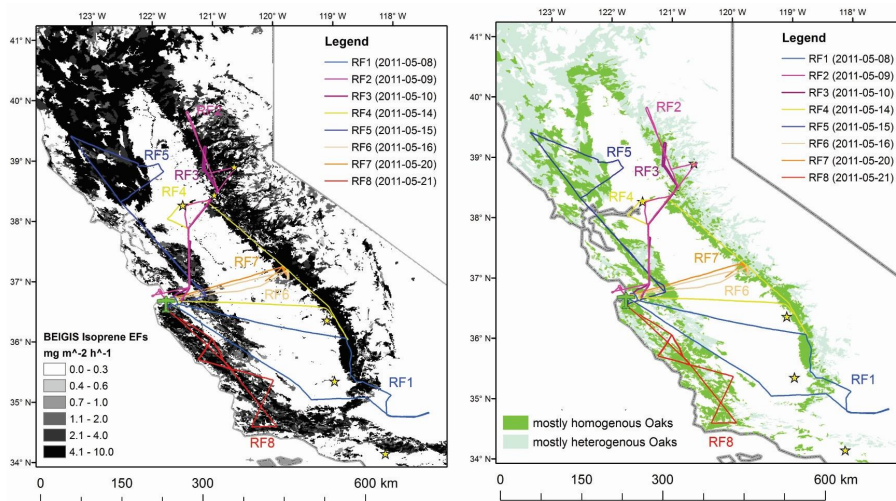 123°W 122°W 121°W 120°W 119°W 118°W 117°W
41° N
40° N
39° N
38° N
37° N
36° N
35° N
34° N
Legend
RF1 (2011-05-08)
RF2 (2011-05-09)
RF3 (2011-05-10)
RF4 (2011-05-14)
RF5 (2011-05-15)
RF6 (2011-05-16)
RF7 (2011-05-20)
RF8 (2011-05-21)
RF2
RF5
RF3
RF4
RF7
RF6
RF1
RF8
BEIGIS Isoprene EFs
mg m^-2 h^-1
0.0 - 0.3
0.4 - 0.6
0.7 - 1.0
1.1 - 2.0
2.1 - 4.0
4.1 - 10.0
0 150 300 600 km
123°W 122°W 121°W 120°W 119°W 118°W 117°W
41° N
40° N
39° N
38° N
37° N
36° N
35° N
34° N
Legend
RF1 (2011-05-08)
RF2 (2011-05-09)
RF3 (2011-05-10)
RF4 (2011-05-14)
RF5 (2011-05-15)
RF6 (2011-05-16)
RF7 (2011-05-20)
RF8 (2011-05-21)
RF2
RF5
RF3
RF4
RF7
RF6
RF1
RF8
mostly homogenous Oaks
mostly heterogenous Oaks
0 150 300 600 km